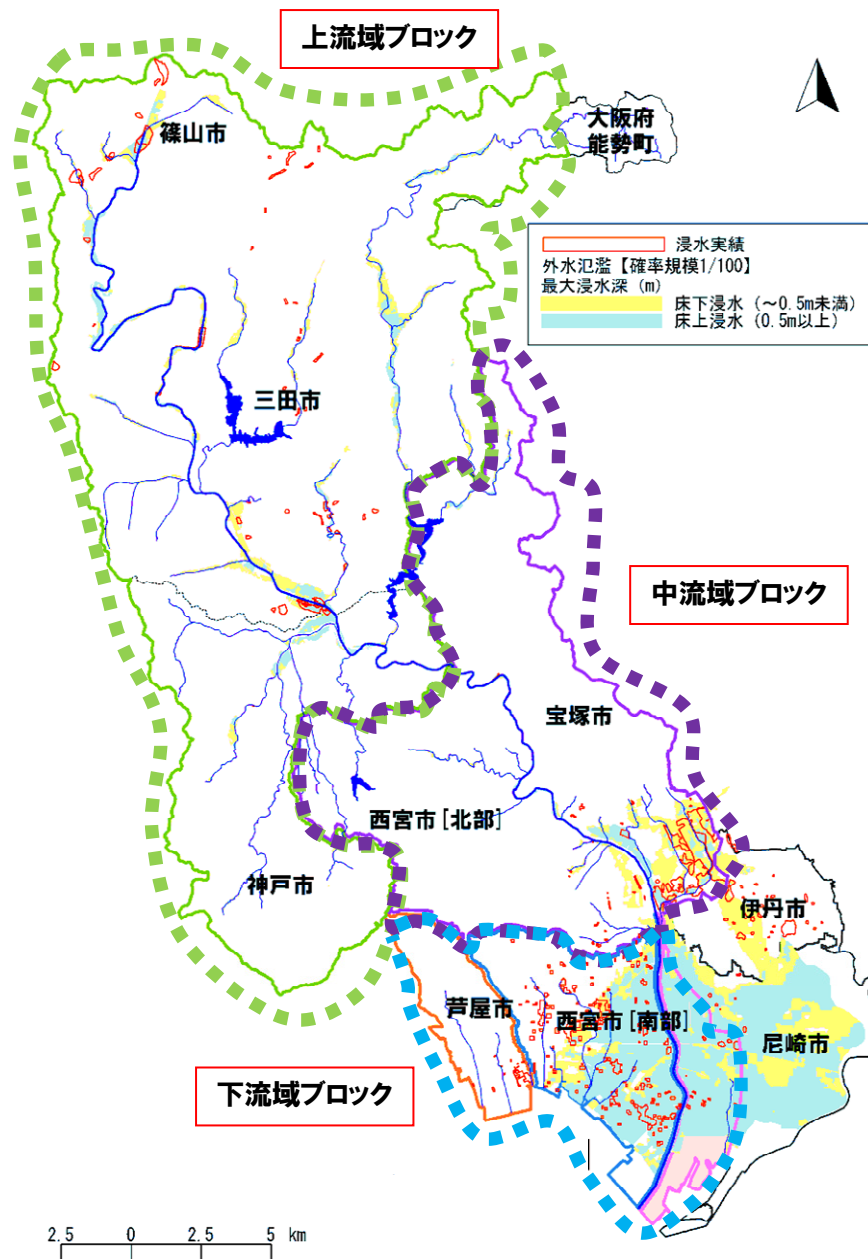 上流域ブロック
大阪府
能勢町
篠山市
浸水実績
外水氾濫【確率規模1/100】
最大浸水深（m）
床下浸水（～0.5m未満）
床上浸水（0.5m以上）
三田市
中流域ブロック
宝塚市
西宮市[北部]
神戸市
伊丹市
芦屋市
西宮市[南部]
尼崎市
下流域ブロック
2.5 0 2.5 5 km